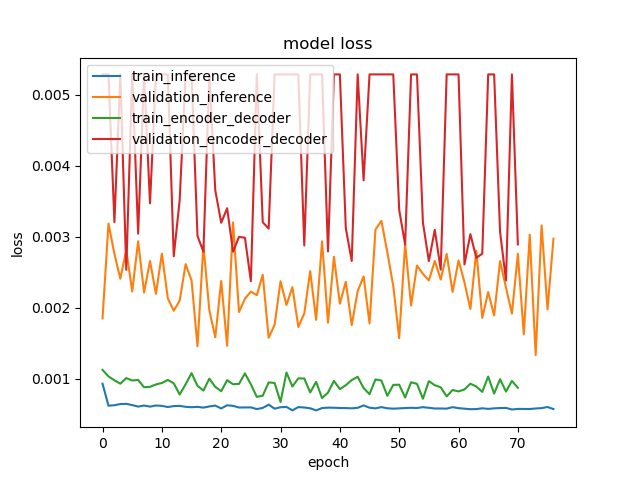 model loss
train_inference
validation_inference
train_encoder_decoder
validation_encoder_decoder
loss
0.005
0.004
0.003
0.002
0.001
0 10 20 30 40 50 60 70
epoch